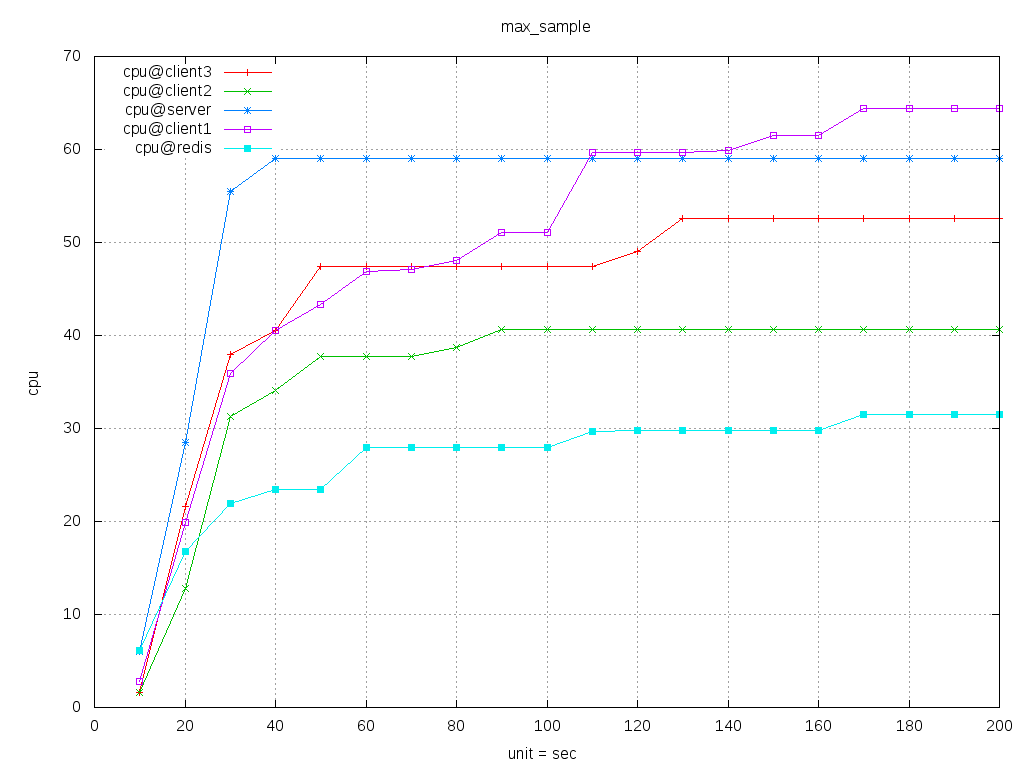 max_sample
70
60
50
40
30
20
10
0
cpu
cpu@client3
cpu@client2
cpu@server
cpu@client1
cpu@redis
0 20 40 60 80 100 120 140 160 180 200
unit = sec